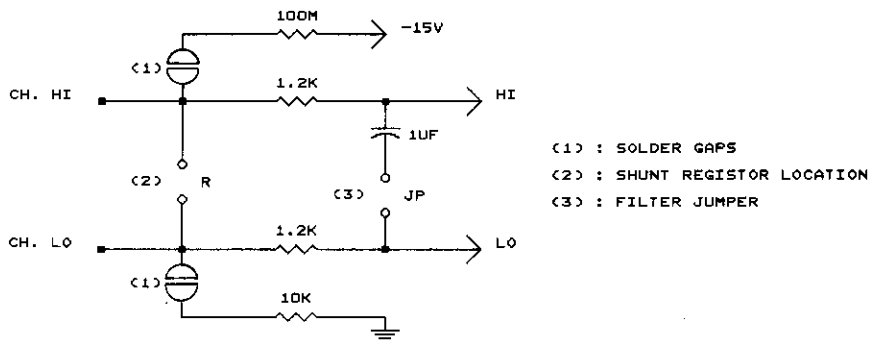 100M
-15V
(1)
1.2K
CH. HI
HI
1UF
(1) : SOLDER GAPS
(2)
R
(3)
JP
(2) : SHUNT REGISTOR LOCATION
(3) : FILTER JUMPER
1.2K
CH. LO
LO
(1)
10K